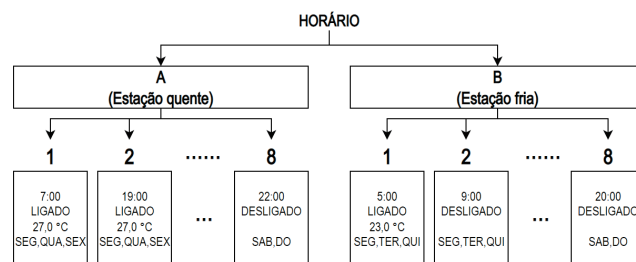 HORÁRIO
A
(Estação quente)
B
(Estação fria)
1
2
......
8
1
2
......
8
7:00
LIGADO
27,0 °C
SEG,QUA,SEX
19:00
LIGADO
27,0 °C
SEG,QUA,SEX
...
22:00
DESLIGADO
SAB,DO
5:00
LIGADO
23,0 °C
SEG,TER,QUI
9:00
DESLIGADO
SEG,TER,QUI
...
20:00
DESLIGADO
SAB,DO